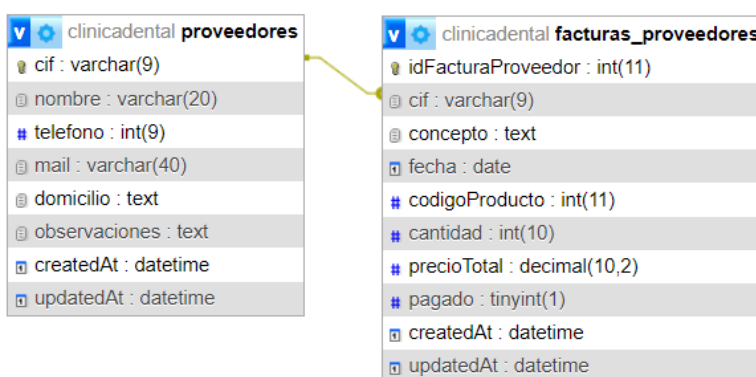 clinicadental proveedores
cif : varchar(9)
nombre : varchar(20)
telefono : int(9)
mail : varchar(40)
domicilio : text
observaciones : text
createdAt : datetime
updatedAt : datetime
clinicadental facturas_proveedores
idFacturaProveedor : int(11)
cif : varchar(9)
concepto : text
fecha : date
codigoProducto : int(11)
cantidad : int(10)
precioTotal : decimal(10,2)
pagado : tinyint(1)
createdAt : datetime
updatedAt : datetime